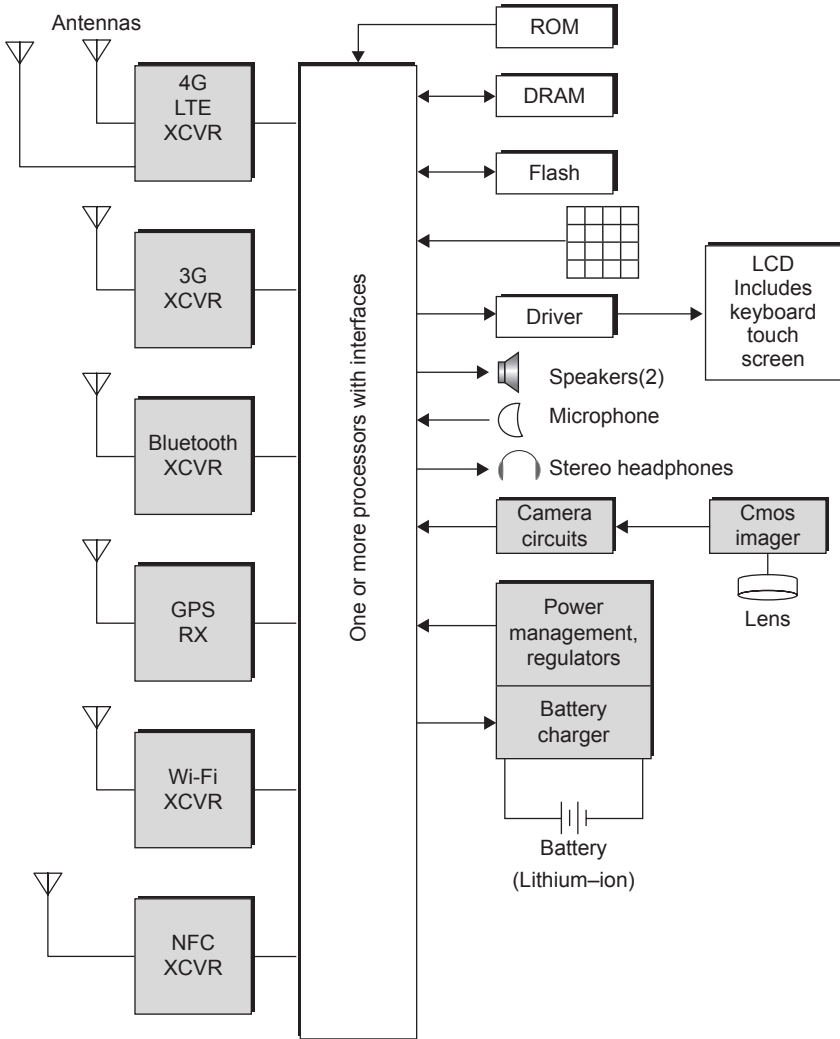 Antennas
4G
LTE
XCVR
3G
XCVR
Bluetooth
XCVR
GPS
RX
Wi-Fi
XCVR
NFC
XCVR
One or more processors with interfaces
ROM
DRAM
Flash
Driver
LCD
Includes
keyboard
touch
screen
Speakers(2)
Microphone
Stereo headphones
Camera
circuits
Cmos
imager
Lens
Power
management,
regulators
Battery
charger
Battery
(Lithium–ion)